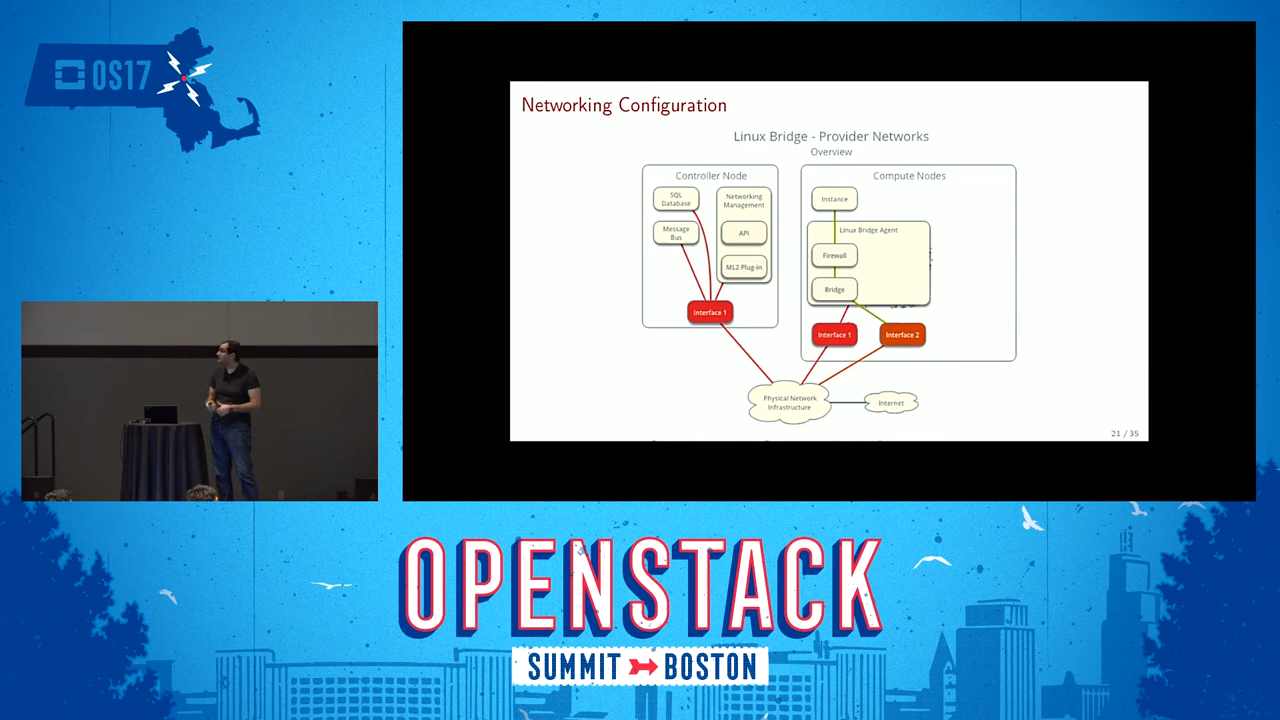 OS17
Networking Configuration
Linux Bridge - Provider Networks
Overview
Controller Node
SQL
Database
Networking
Management
Message
Bus
API
ML2 Plug-in
Interface 1
Compute Nodes
Instance
Linux Bridge Agent
Firewall
Bridge
Interface 1
Interface 2
Physical Network
Infrastructure
Internet
21 / 35
OPENSTACK
SUMMIT BOSTON